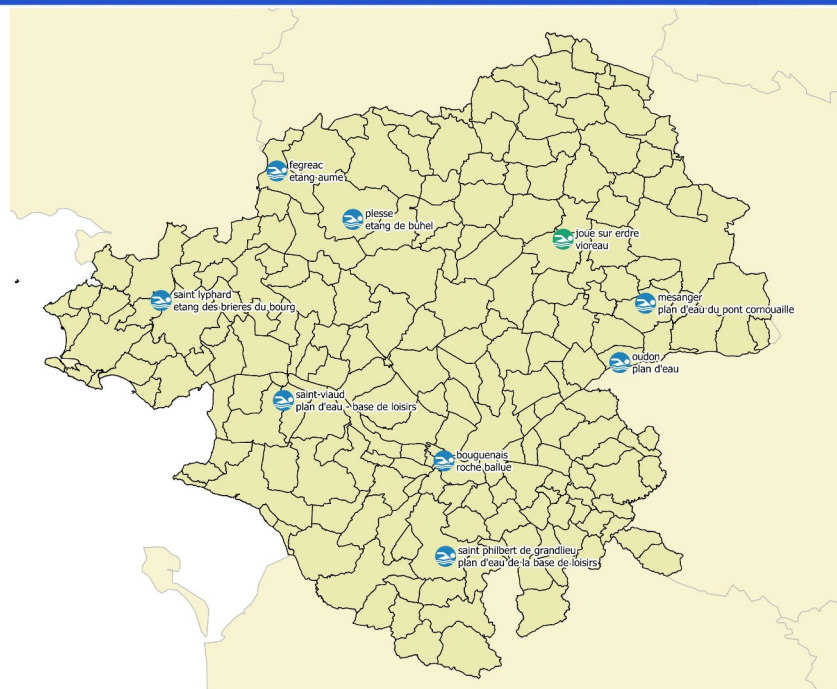 fegreac
etang-aume
plesse
etang de buhel
joue sur erdre
vioreau
saint lyphard
etang des brieres du bourg
mesanger
plan d'eau du pont cornouaille
oudon
plan d'eau
saint-viaud
plan d'eau - base de loisirs
bouguenais
roche ballue
saint philbert de grandlieu
plan d'eau de la base de loisirs